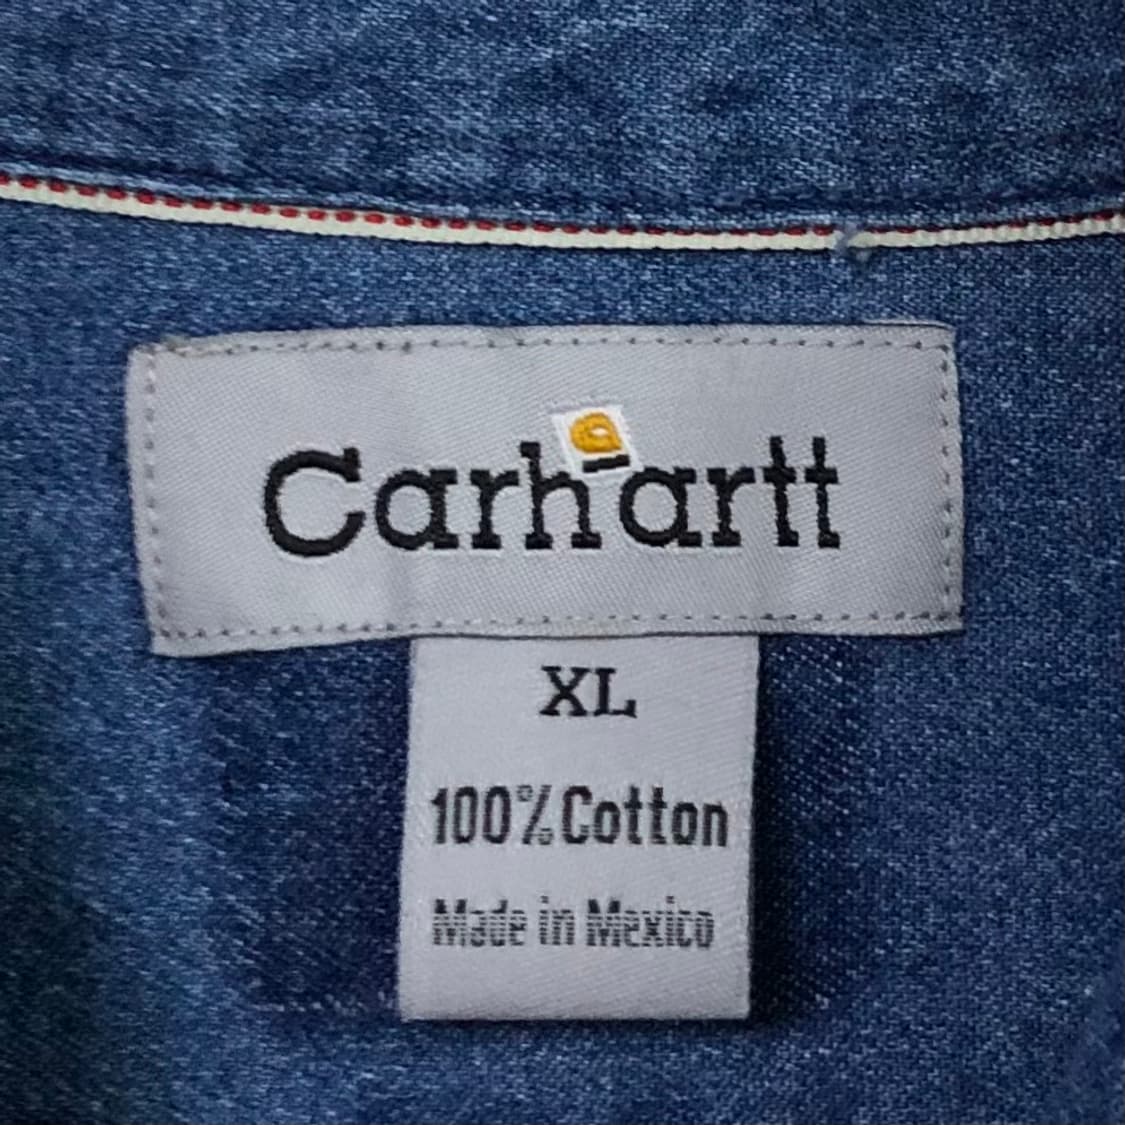 Carhartt
XL
100% Cotton
Made in Mexico